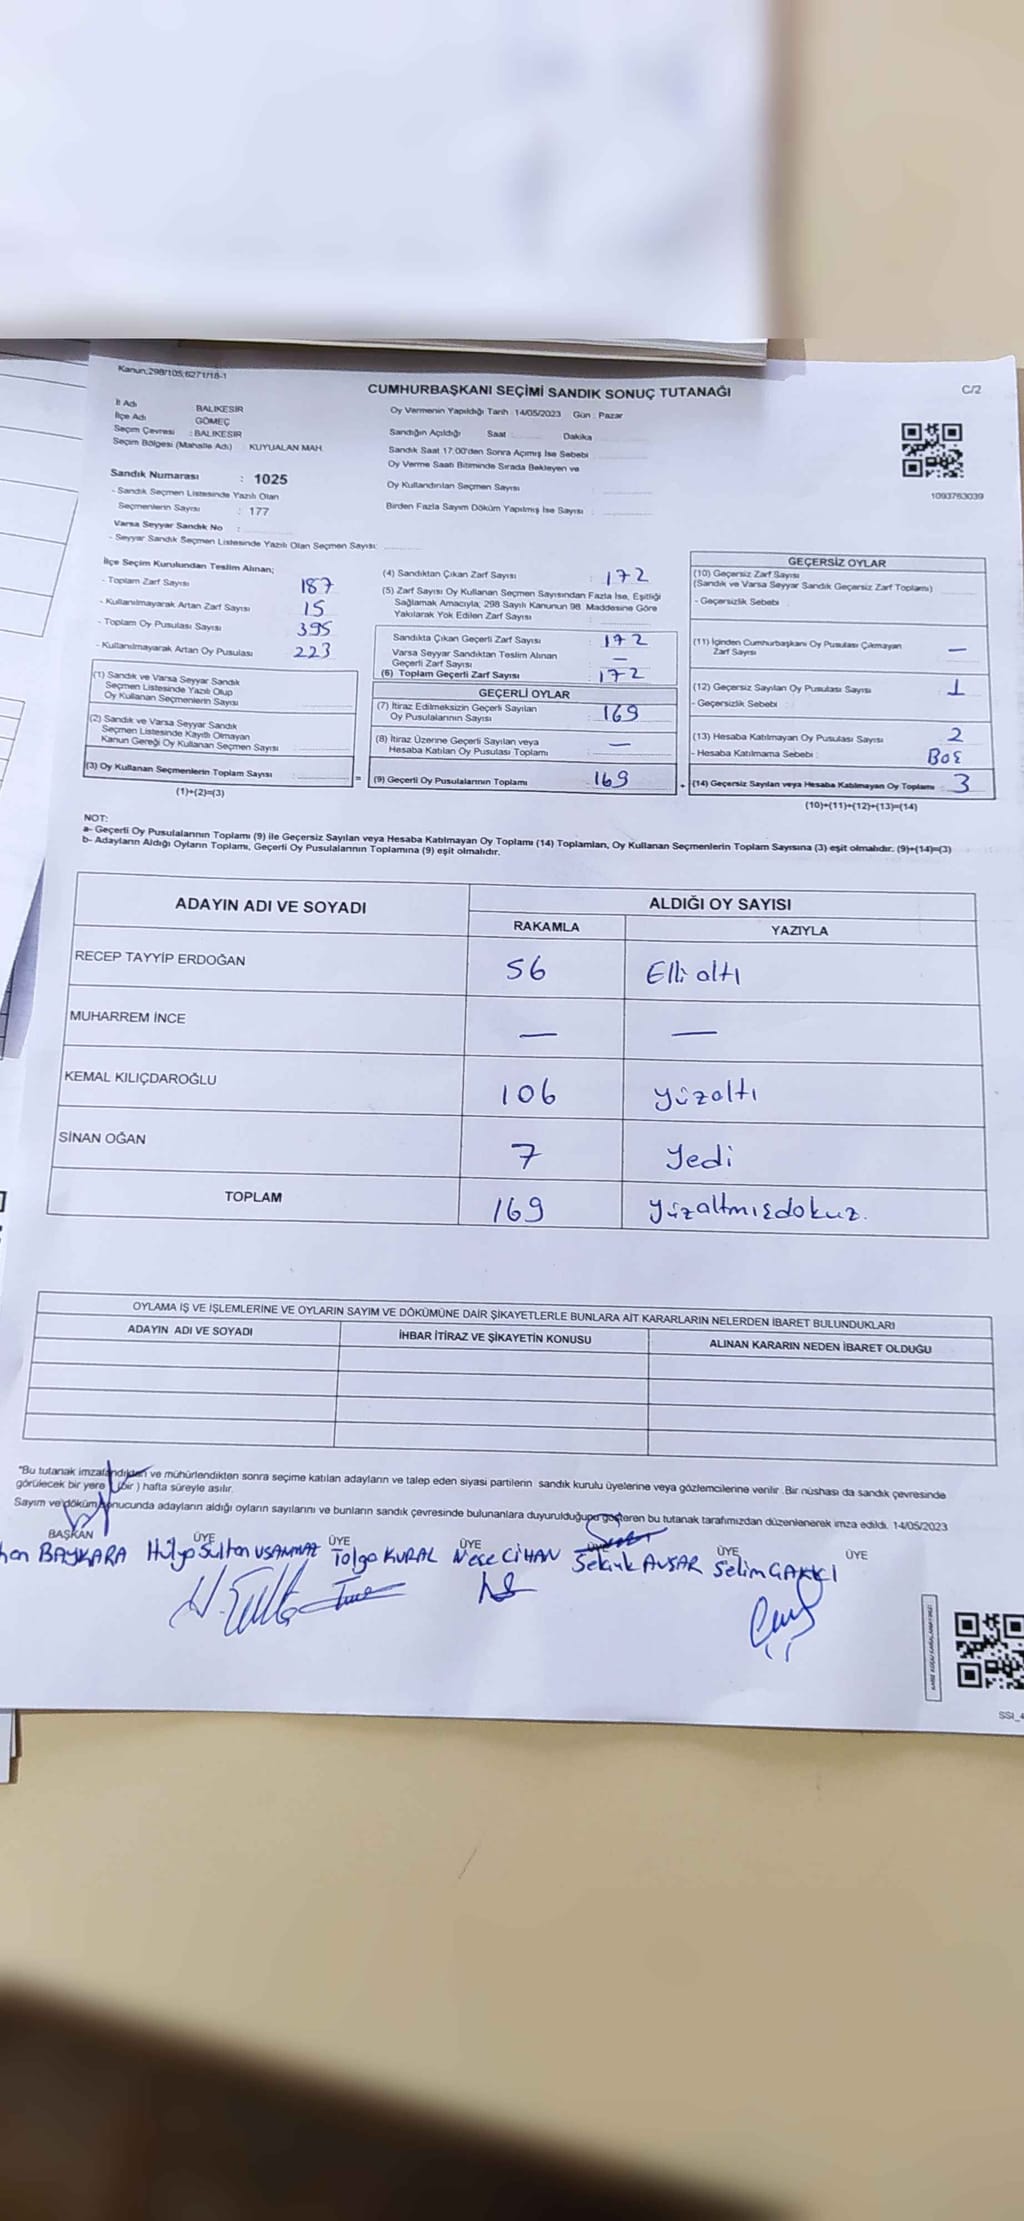 Kanun;298/105;6271/18-1
CUMHURBAŞKANI SEÇİMİ SANDIK SONUÇ TUTANAĞI
C/2
İl Adı BALIKESİR
İlçe Adı GÖMEÇ
Seçim Çevresi : BALIKESİR
Seçim Bölgesi (Mahalle Adı) : KUYUALAN MAH.
Sandık Numarası : 1025
- Sandık Seçmen Listesinde Yazılı Olan
Seçmenlerin Sayısı : 177
Varsa Seyyar Sandık No :
- Seyyar Sandık Seçmen Listesinde Yazılı Olan Seçmen Sayısı:
Oy Vermenin Yapıldığı Tarih : 14/05/2023 Gün : Pazar
Sandığın Açıldığı Saat Dakika
Sandık Saat 17:00'den Sonra Açılmış İse Sebebi
Oy Verme Saati Bitiminde Sırada Bekleyen ve
Oy Kullandırılan Seçmen Sayısı :
Birden Fazla Sayım Döküm Yapılmış İse Sayısı :
1093763039
İlçe Seçim Kurulundan Teslim Alınan;
- Toplam Zarf Sayısı 187
- Kullanılmayarak Artan Zarf Sayısı 15
- Toplam Oy Pusulası Sayısı 395
- Kullanılmayarak Artan Oy Pusulası 223
(1) Sandık ve Varsa Seyyar Sandık
Seçmen Listesinde Yazılı Olup
Oy Kullanan Seçmenlerin Sayısı
(2) Sandık ve Varsa Seyyar Sandık
Seçmen Listesinde Kayıtlı Olmayan
Kanun Gereği Oy Kullanan Seçmen Sayısı
(3) Oy Kullanan Seçmenlerin Toplam Sayısı :
(1)+(2)=(3)
(4) Sandıktan Çıkan Zarf Sayısı : 172
(5) Zarf Sayısı Oy Kullanan Seçmen Sayısından Fazla İse, Eşitliği
Sağlamak Amacıyla, 298 Sayılı Kanunun 98. Maddesine Göre
Yakılarak Yok Edilen Zarf Sayısı :
Sandıkta Çıkan Geçerli Zarf Sayısı : 172
Varsa Seyyar Sandıktan Teslim Alınan
Geçerli Zarf Sayısı : —
(6) Toplam Geçerli Zarf Sayısı : 172
GEÇERLİ OYLAR
(7) İtiraz Edilmeksizin Geçerli Sayılan
Oy Pusulalarının Sayısı : 169
(8) İtiraz Üzerine Geçerli Sayılan veya
Hesaba Katılan Oy Pusulası Toplamı : —
= (9) Geçerli Oy Pusulalarının Toplamı : 169
GEÇERSİZ OYLAR
(10) Geçersiz Zarf Sayısı
(Sandık ve Varsa Seyyar Sandık Geçersiz Zarf Toplamı)
- Geçersizlik Sebebi :
(11) İçinden Cumhurbaşkanı Oy Pusulası Çıkmayan
Zarf Sayısı : —
(12) Geçersiz Sayılan Oy Pusulası Sayısı 1
- Geçersizlik Sebebi :
(13) Hesaba Katılmayan Oy Pusulası Sayısı : 2
- Hesaba Katılmama Sebebi : Boş
+ (14) Geçersiz Sayılan veya Hesaba Katılmayan Oy Toplamı : 3
(10)+(11)+(12)+(13)=(14)
NOT:
a- Geçerli Oy Pusulalarının Toplamı (9) ile Geçersiz Sayılan veya Hesaba Katılmayan Oy Toplamı (14) Toplamları, Oy Kullanan Seçmenlerin Toplam Sayısına (3) eşit olmalıdır. (9)+(14)=(3)
b- Adayların Aldığı Oyların Toplamı, Geçerli Oy Pusulalarının Toplamına (9) eşit olmalıdır.
ADAYIN ADI VE SOYADI ALDIĞI OY SAYISI
RAKAMLA YAZIYLA
RECEP TAYYİP ERDOĞAN 56 Elli altı
MUHARREM İNCE — —
KEMAL KILIÇDAROĞLU 106 yüzaltı
SİNAN OĞAN 7 yedi
TOPLAM 169 yüzaltmışdokuz.
OYLAMA İŞ VE İŞLEMLERİNE VE OYLARIN SAYIM VE DÖKÜMÜNE DAİR ŞİKAYETLERLE BUNLARA AİT KARARLARIN NELERDEN İBARET BULUNDUKLARI
ADAYIN ADI VE SOYADI İHBAR İTİRAZ VE ŞİKAYETİN KONUSU ALINAN KARARIN NEDEN İBARET OLDUĞU
"Bu tutanak imzalandıktan ve mühürlendikten sonra seçime katılan adayların ve talep eden siyasi partilerin sandık kurulu üyelerine veya gözlemcilerine verilir. Bir nüshası da sandık çevresinde
görülecek bir yere (bir) hafta süreyle asılır.
Sayım ve döküm sonucunda adayların aldığı oyların sayılarını ve bunların sandık çevresinde bulunanlara duyurulduğunu gösteren bu tutanak tarafımızdan düzenlenerek imza edildi. 14/05/2023
BAŞKAN ÜYE ÜYE ÜYE ÜYE ÜYE ÜYE
BAYKARA Hülya Sultan USANMAZ Tolga KURAL Neşe CİHAN Selçuk AVŞAR Selim